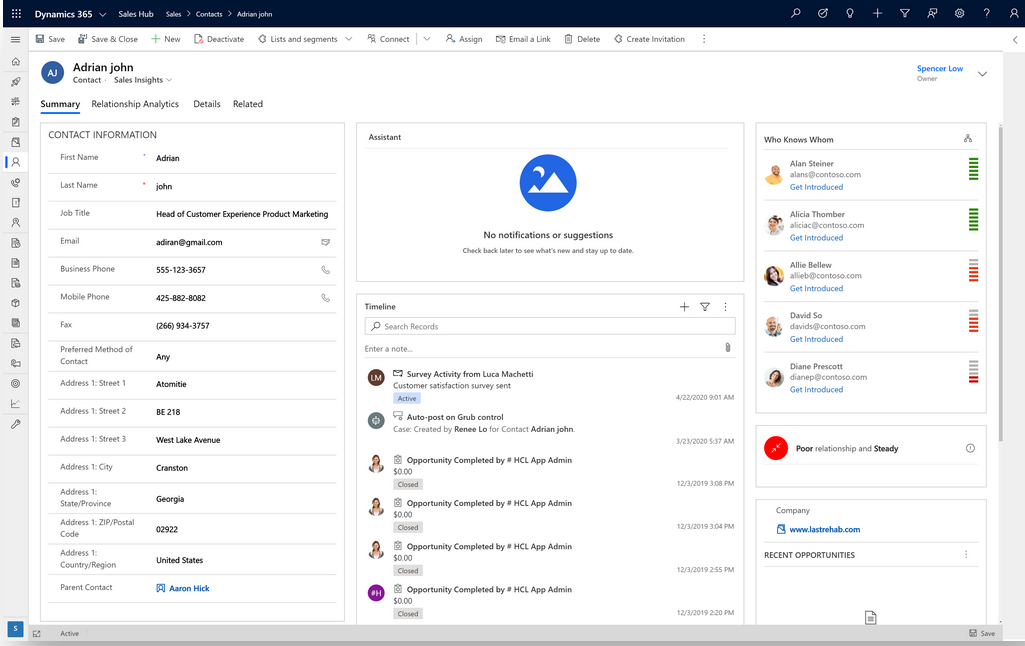 Dynamics 365
Sales Hub
Sales > Contacts > Adrian john
Save
Save & Close
New
Deactivate
Lists and segments
Connect
Assign
Email a Link
Delete
Create Invitation
AJ
Adrian john
Contact · Sales Insights
Spencer Low
Owner
Summary
Relationship Analytics
Details
Related
CONTACT INFORMATION
First Name * Adrian
Last Name * john
Job Title Head of Customer Experience Product Marketing
Email adiran@gmail.com
Business Phone 555-123-3657
Mobile Phone 425-882-8082
Fax (266) 934-3757
Preferred Method of
Contact
Any
Address 1: Street 1 Atomitie
Address 1: Street 2 BE 218
Address 1: Street 3 West Lake Avenue
Address 1: City Cranston
Address 1:
State/Province
Georgia
Address 1: ZIP/Postal
Code
02922
Address 1:
Country/Region
United States
Parent Contact Aaron Hick
Assistant
No notifications or suggestions
Check back later to see what's new and stay up to date.
Timeline
Search Records
Enter a note...
LM
Survey Activity from Luca Machetti
Customer satisfaction survey sent
Active
4/22/2020 9:01 AM
Auto-post on Grub control
Case: Created by Renee Lo for Contact Adrian john.
3/23/2020 5:37 AM
Opportunity Completed by # HCL App Admin
$0.00
Closed
12/3/2019 3:08 PM
Opportunity Completed by # HCL App Admin
$0.00
Closed
12/3/2019 3:04 PM
Opportunity Completed by # HCL App Admin
$0.00
Closed
12/3/2019 2:55 PM
#H
Opportunity Completed by # HCL App Admin
$0.00
Closed
12/3/2019 2:20 PM
Who Knows Whom
Alan Steiner
alans@contoso.com
Get Introduced
Alicia Thomber
aliciac@contoso.com
Get Introduced
Allie Bellew
allieb@contoso.com
Get Introduced
David So
davids@contoso.com
Get Introduced
Diane Prescott
dianep@contoso.com
Get Introduced
Poor relationship and Steady
Company
www.lastrehab.com
RECENT OPPORTUNITIES
S
Active
Save